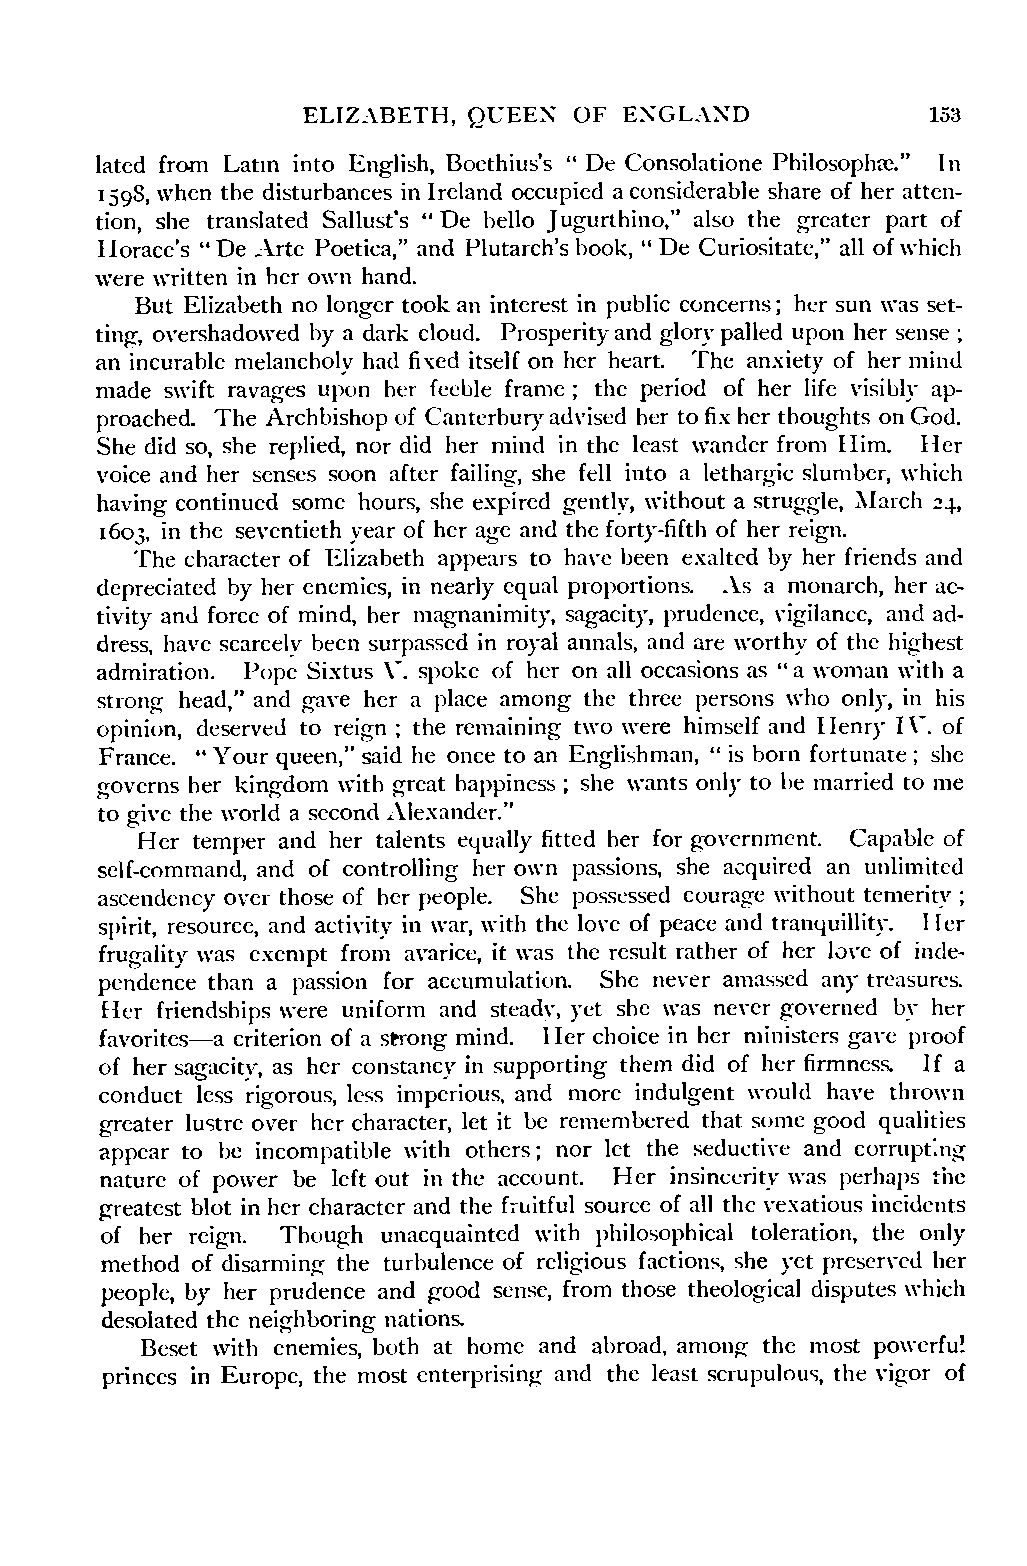 ELIZABETH, QUEEN OF ENGLAND 153
lated from Latin into English, Boethius's “ De Consolatione Philosophæ.” In
1598, when the disturbances in Ireland occupied a considerable share of her atten-
tion, she translated Sallust's “ De bello Jugurthino,” also the greater part of
Horace's “ De Arte Poetica,” and Plutarch's book, “ De Curiositate,” all of which
were written in her own hand.
But Elizabeth no longer took an interest in public concerns ; her sun was set-
ting, overshadowed by a dark cloud. Prosperity and glory palled upon her sense ;
an incurable melancholy had fixed itself on her heart. The anxiety of her mind
made swift ravages upon her feeble frame ; the period of her life visibly ap-
proached. The Archbishop of Canterbury advised her to fix her thoughts on God.
She did so, she replied, nor did her mind in the least wander from Him. Her
voice and her senses soon after failing, she fell into a lethargic slumber, which
having continued some hours, she expired gently, without a struggle, March 24,
1603, in the seventieth year of her age and the forty-fifth of her reign.
The character of Elizabeth appears to have been exalted by her friends and
depreciated by her enemies, in nearly equal proportions. As a monarch, her ac-
tivity and force of mind, her magnanimity, sagacity, prudence, vigilance, and ad-
dress, have scarcely been surpassed in royal annals, and are worthy of the highest
admiration. Pope Sixtus V. spoke of her on all occasions as “ a woman with a
strong head,” and gave her a place among the three persons who only, in his
opinion, deserved to reign ; the remaining two were himself and Henry IV. of
France. “ Your queen,” said he once to an Englishman, “ is born fortunate ; she
governs her kingdom with great happiness ; she wants only to be married to me
to give the world a second Alexander.”
Her temper and her talents equally fitted her for government. Capable of
self-command, and of controlling her own passions, she acquired an unlimited
ascendency over those of her people. She possessed courage without temerity ;
spirit, resource, and activity in war, with the love of peace and tranquillity. Her
frugality was exempt from avarice, it was the result rather of her love of inde-
pendence than a passion for accumulation. She never amassed any treasures.
Her friendships were uniform and steady, yet she was never governed by her
favorites—a criterion of a strong mind. Her choice in her ministers gave proof
of her sagacity, as her constancy in supporting them did of her firmness. If a
conduct less rigorous, less imperious, and more indulgent would have thrown
greater lustre over her character, let it be remembered that some good qualities
appear to be incompatible with others ; nor let the seductive and corrupting
nature of power be left out in the account. Her insincerity was perhaps the
greatest blot in her character and the fruitful source of all the vexatious incidents
of her reign. Though unacquainted with philosophical toleration, the only
method of disarming the turbulence of religious factions, she yet preserved her
people, by her prudence and good sense, from those theological disputes which
desolated the neighboring nations.
Beset with enemies, both at home and abroad, among the most powerful
princes in Europe, the most enterprising and the least scrupulous, the vigor of